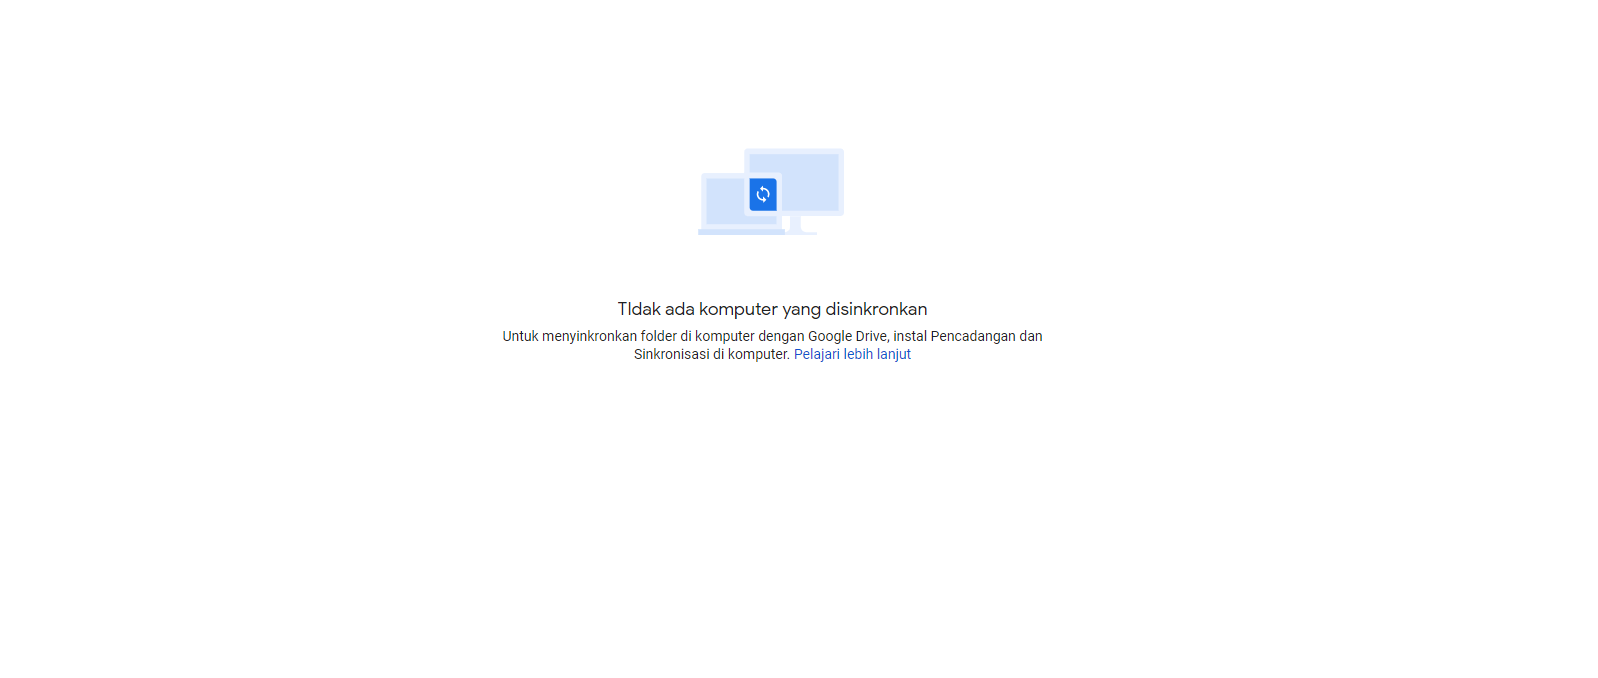 TIdak ada komputer yang disinkronkan
Untuk menyinkronkan folder di komputer dengan Google Drive, instal Pencadangan dan
Sinkronisasi di komputer. Pelajari lebih lanjut